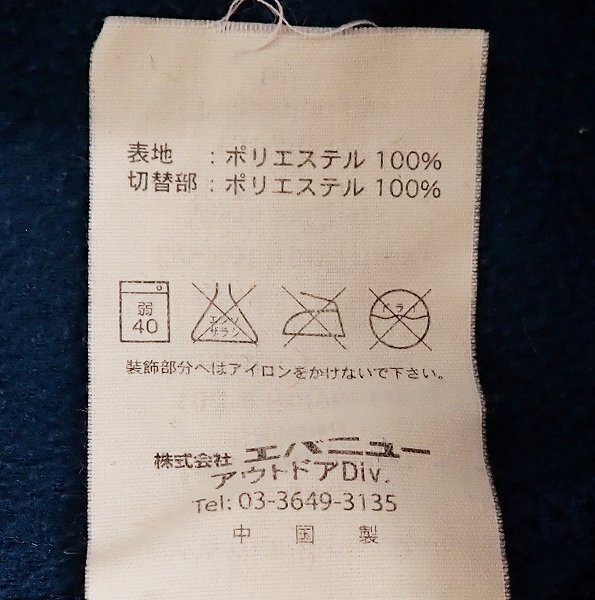 表地 : ポリエステル 100%
切替部 : ポリエステル 100%
弱
40
エンソ
サラシ
ドライ
装飾部分へはアイロンをかけないで下さい。
株式会社 エバニュー
アウトドアDiv.
Tel: 03-3649-3135
中国製